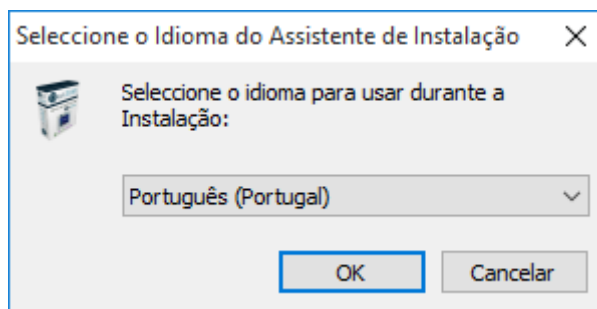 Seleccione o Idioma do Assistente de Instalação
Seleccione o idioma para usar durante a
Instalação:
Português (Portugal)
OK
Cancelar